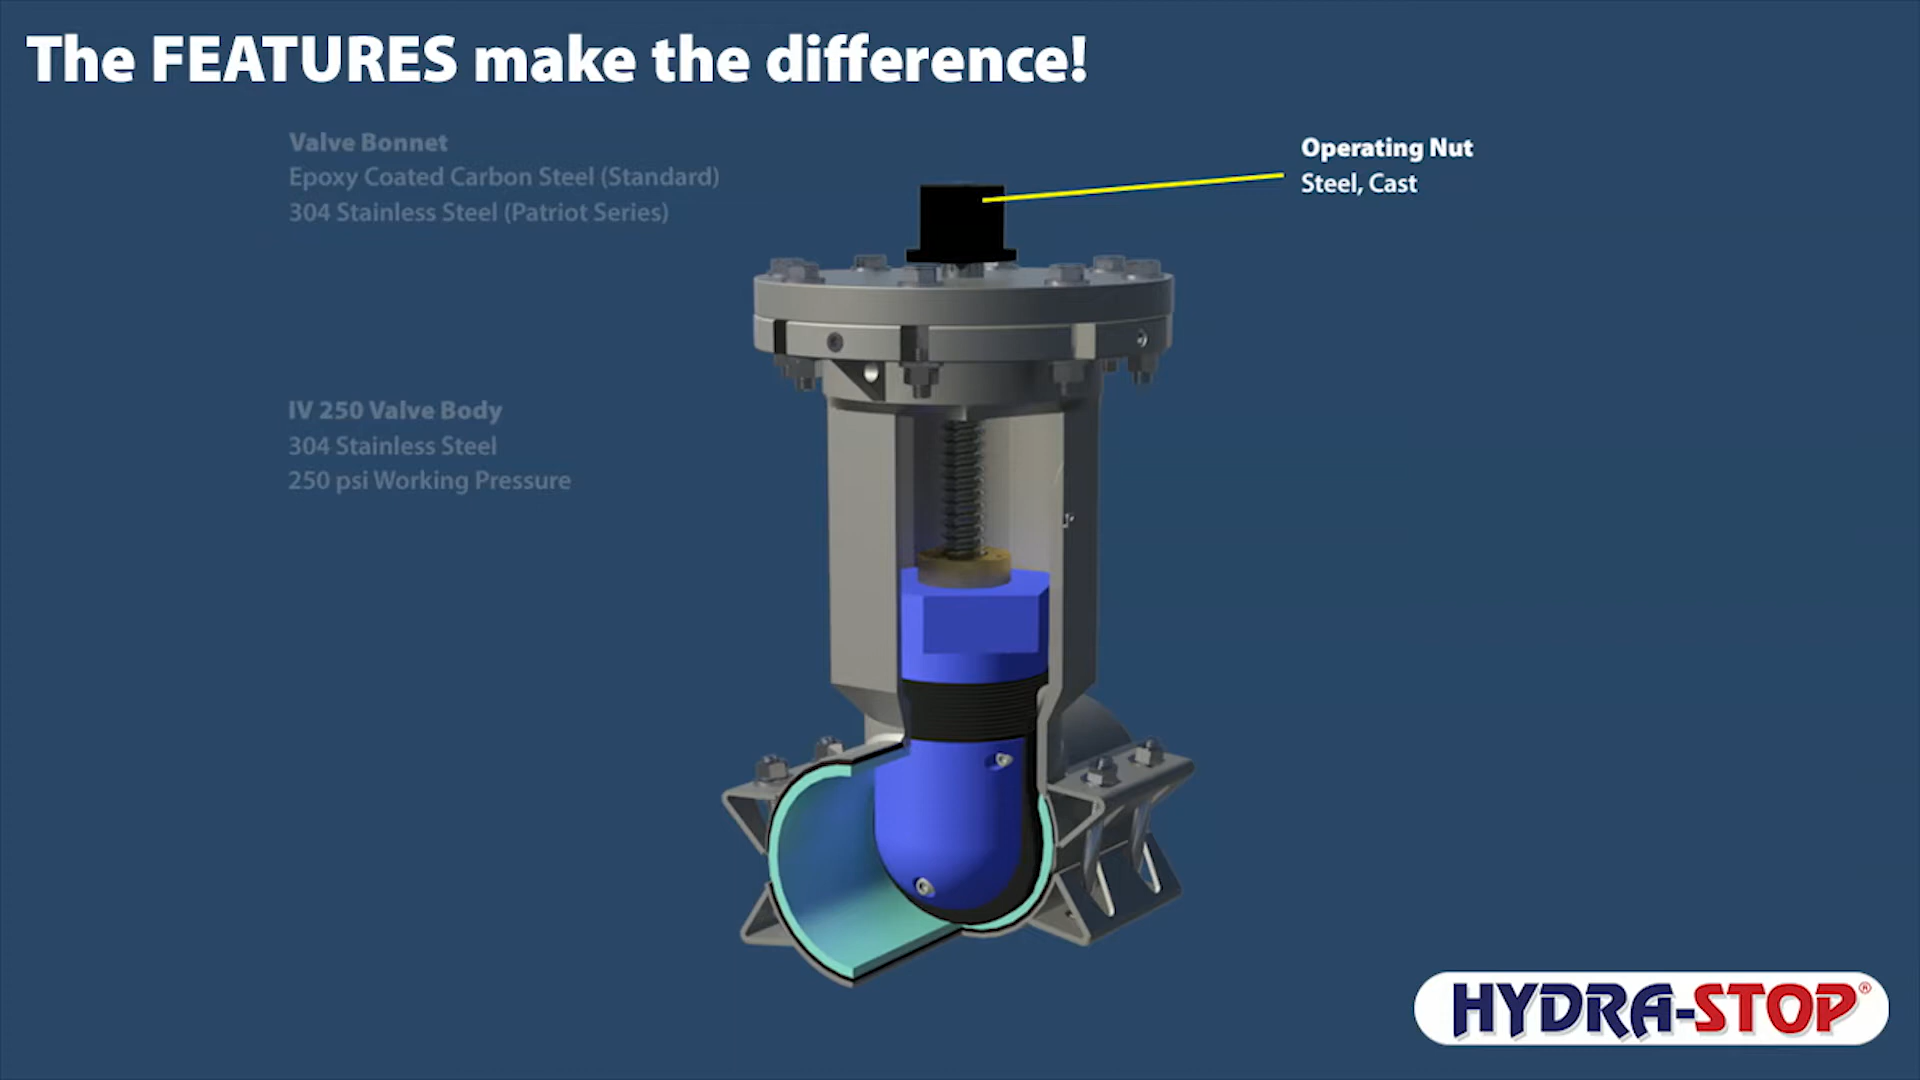 The FEATURES make the difference!
Valve Bonnet
Epoxy Coated Carbon Steel (Standard)
304 Stainless Steel (Patriot Series)
Operating Nut
Steel, Cast
IV 250 Valve Body
304 Stainless Steel
250 psi Working Pressure
HYDRA-STOP®